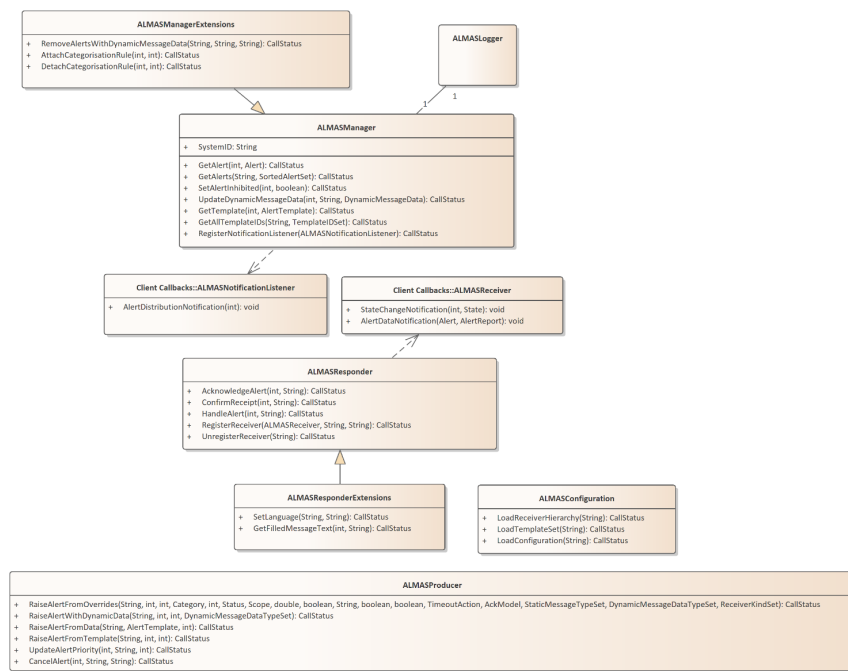 ALMASManagerExtensions
+ RemoveAlertsWithDynamicMessageData(String, String, String): CallStatus
+ AttachCategorisationRule(int, int): CallStatus
+ DetachCategorisationRule(int, int): CallStatus
ALMASLogger
1
1
ALMASManager
+ SystemID: String
+ GetAlert(int, Alert): CallStatus
+ GetAlerts(String, SortedAlertSet): CallStatus
+ SetAlertInhibited(int, boolean): CallStatus
+ UpdateDynamicMessageData(int, String, DynamicMessageData): CallStatus
+ GetTemplate(int, AlertTemplate): CallStatus
+ GetAllTemplateIDs(String, TemplateIDSet): CallStatus
+ RegisterNotificationListener(ALMASNotificationListener): CallStatus
Client Callbacks::ALMASNotificationListener
+ AlertDistributionNotification(int): void
Client Callbacks::ALMASReceiver
+ StateChangeNotification(int, State): void
+ AlertDataNotification(Alert, AlertReport): void
ALMASResponder
+ AcknowledgeAlert(int, String): CallStatus
+ ConfirmReceipt(int, String): CallStatus
+ HandleAlert(int, String): CallStatus
+ RegisterReceiver(ALMASReceiver, String, String): CallStatus
+ UnregisterReceiver(String): CallStatus
ALMASResponderExtensions
+ SetLanguage(String, String): CallStatus
+ GetFilledMessageText(int, String): CallStatus
ALMASConfiguration
+ LoadReceiverHierarchy(String): CallStatus
+ LoadTemplateSet(String): CallStatus
+ LoadConfiguration(String): CallStatus
ALMASProducer
+ RaiseAlertFromOverrides(String, int, int, Category, int, Status, Scope, double, boolean, String, boolean, boolean, TimeoutAction, AckModel, StaticMessageTypeSet, DynamicMessageDataTypeSet, ReceiverKindSet): CallStatus
+ RaiseAlertWithDynamicData(String, int, int, DynamicMessageDataTypeSet): CallStatus
+ RaiseAlertFromData(String, AlertTemplate, int): CallStatus
+ RaiseAlertFromTemplate(String, int, int): CallStatus
+ UpdateAlertPriority(int, String, int): CallStatus
+ CancelAlert(int, String, String): CallStatus